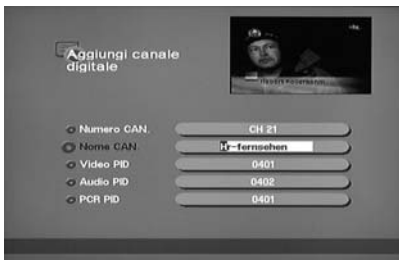 Aggiungi canale
digitale
Numero CAN. CH 21
Nome CAN. Hr-fernsehen
Video PID 0401
Audio PID 0402
PCR PID 0401